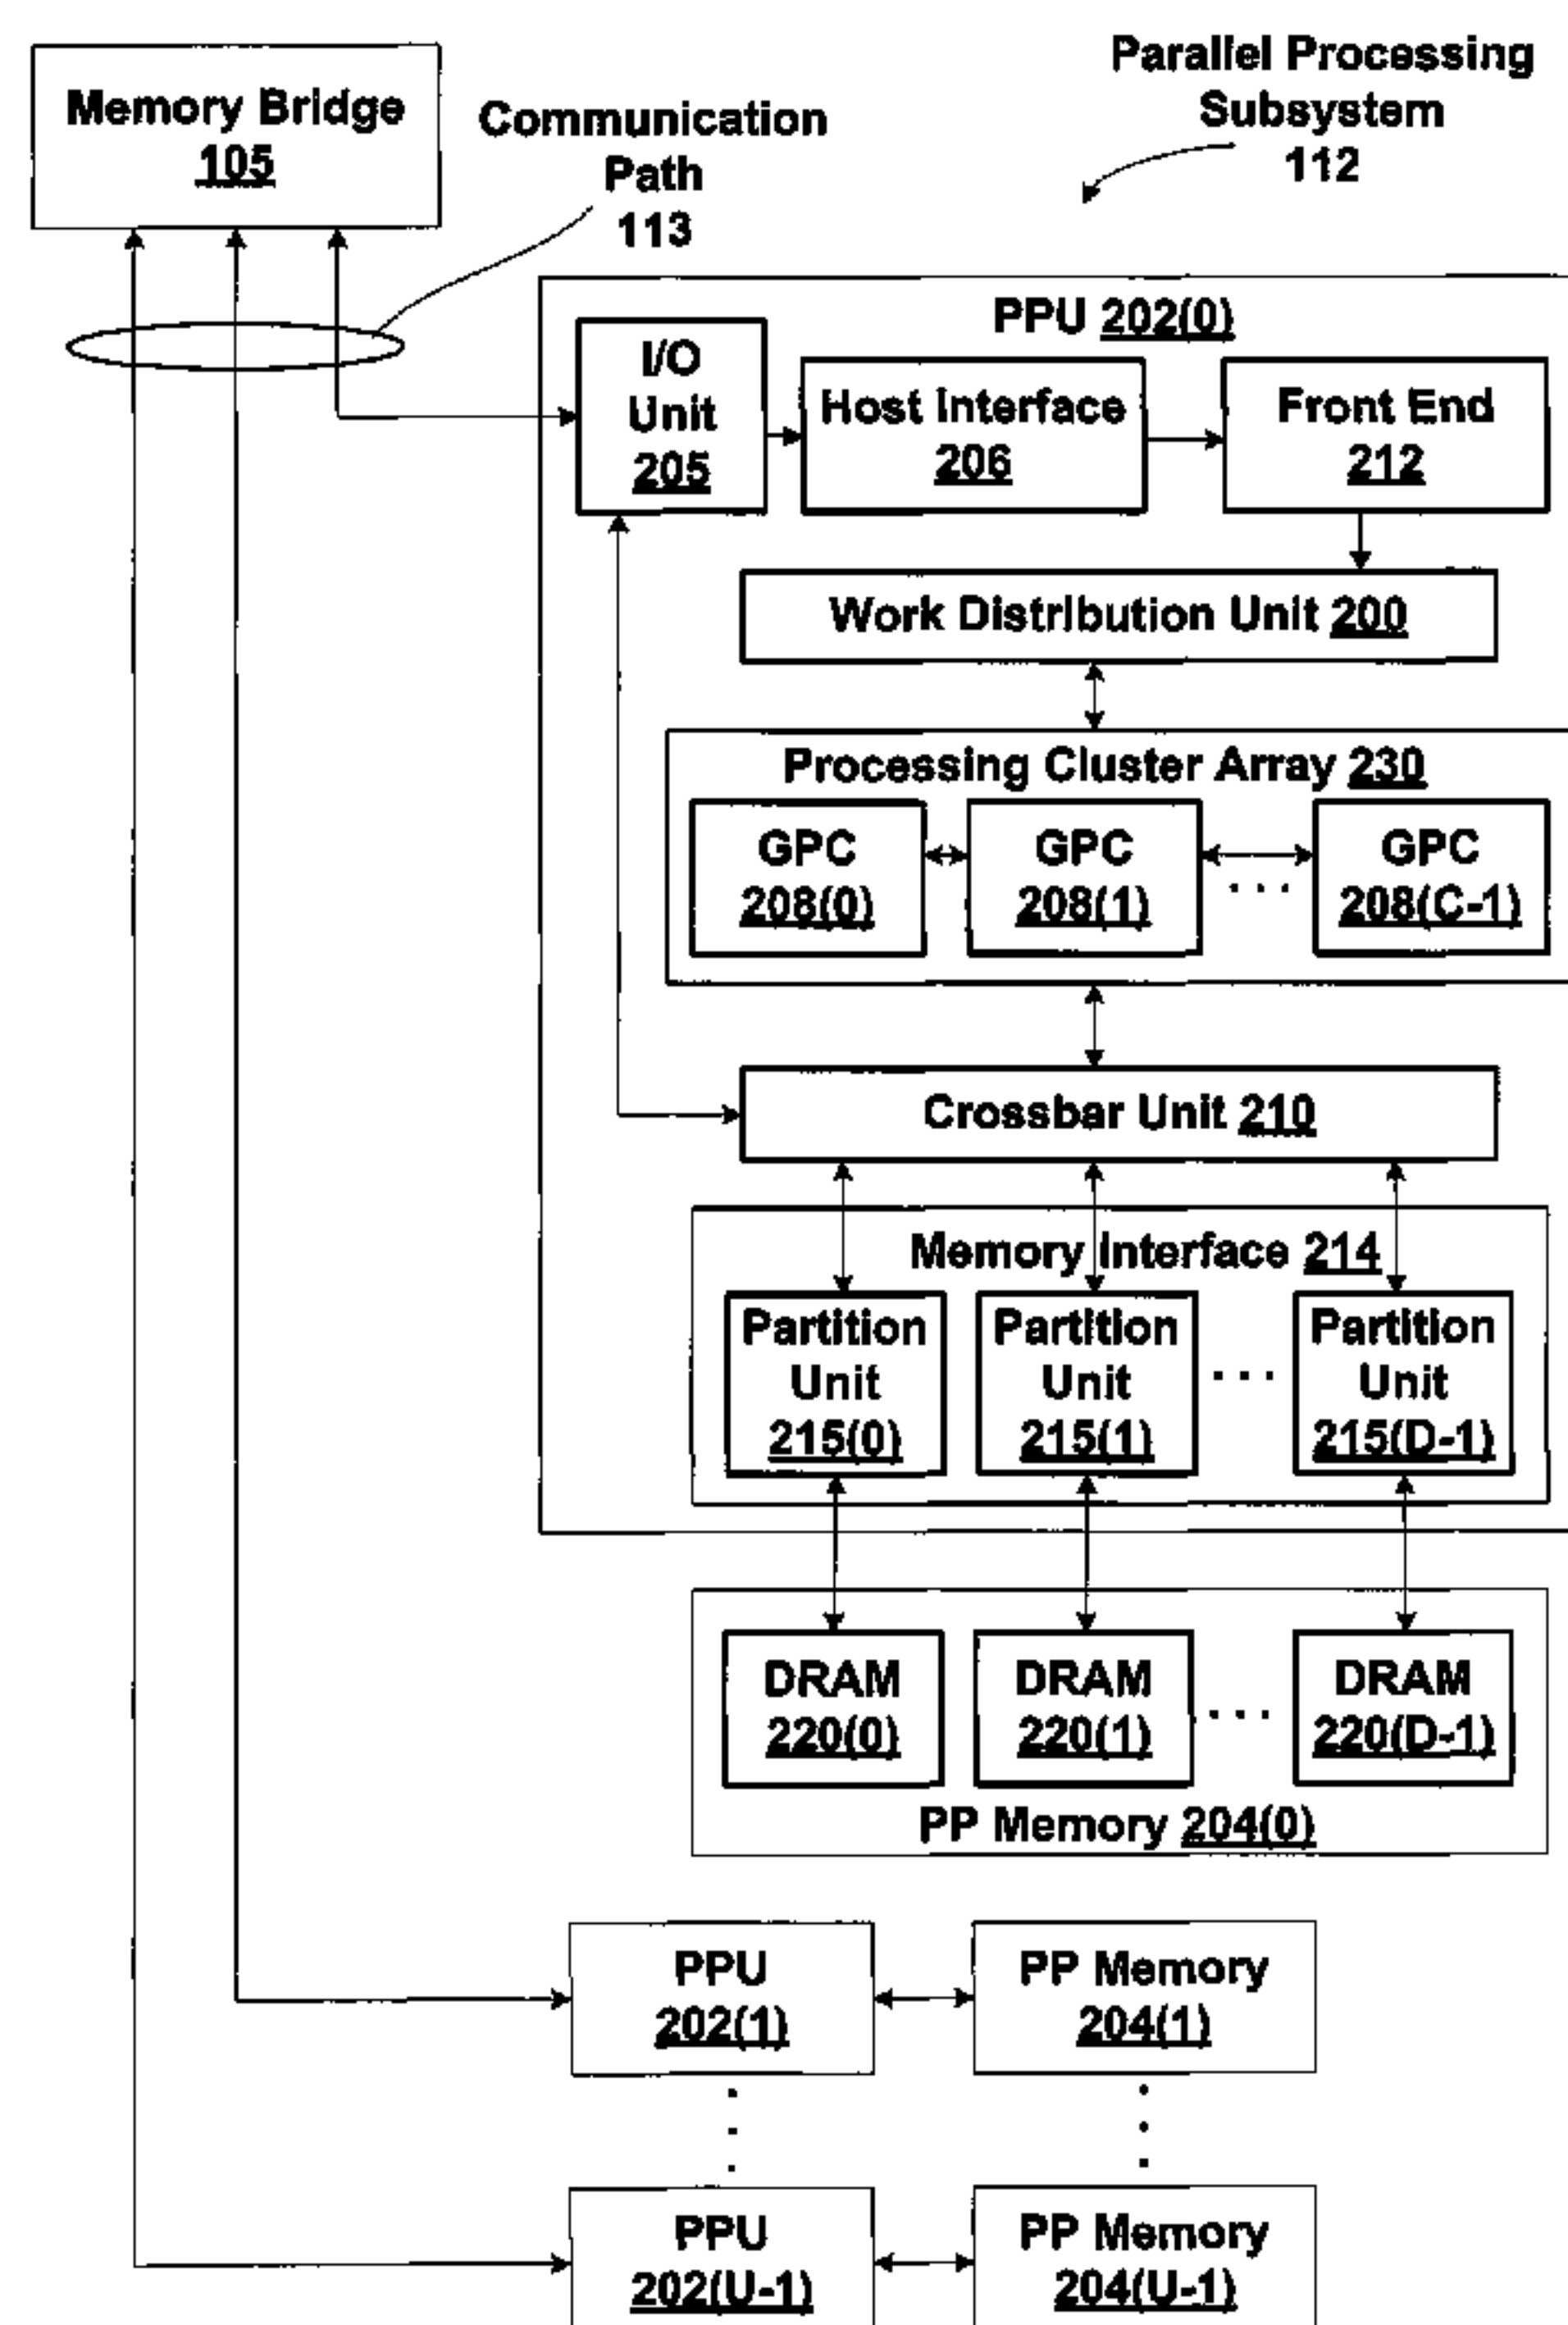 Memory Bridge
105
Communication
Path
113
Parallel Processing
Subsystem
112
PPU 202(0)
I/O
Unit
205
Host Interface
206
Front End
212
Work Distribution Unit 200
Processing Cluster Array 230
GPC
208(0)
GPC
208(1)
. . .
GPC
208(C-1)
Crossbar Unit 210
Memory Interface 214
Partition
Unit
215(0)
Partition
Unit
215(1)
. . .
Partition
Unit
215(D-1)
DRAM
220(0)
DRAM
220(1)
. . .
DRAM
220(D-1)
PP Memory 204(0)
PPU
202(1)
PP Memory
204(1)
PPU
202(U-1)
PP Memory
204(U-1)